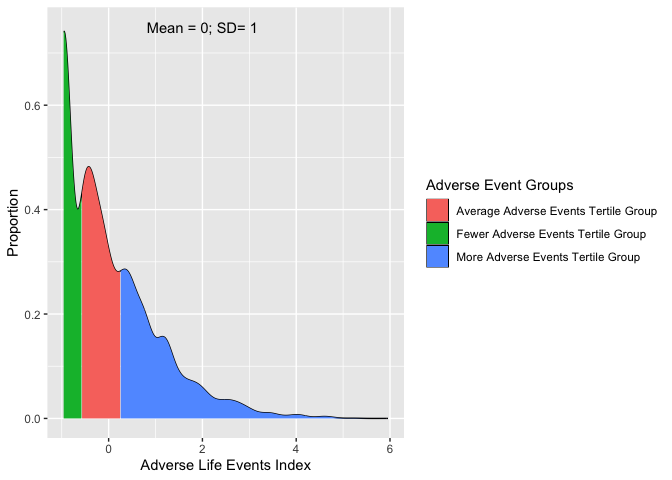 Mean = 0; SD= 1
Proportion
0.6
0.4
0.2
0.0
0
2
4
6
Adverse Life Events Index
Adverse Event Groups
Average Adverse Events Tertile Group
Fewer Adverse Events Tertile Group
More Adverse Events Tertile Group